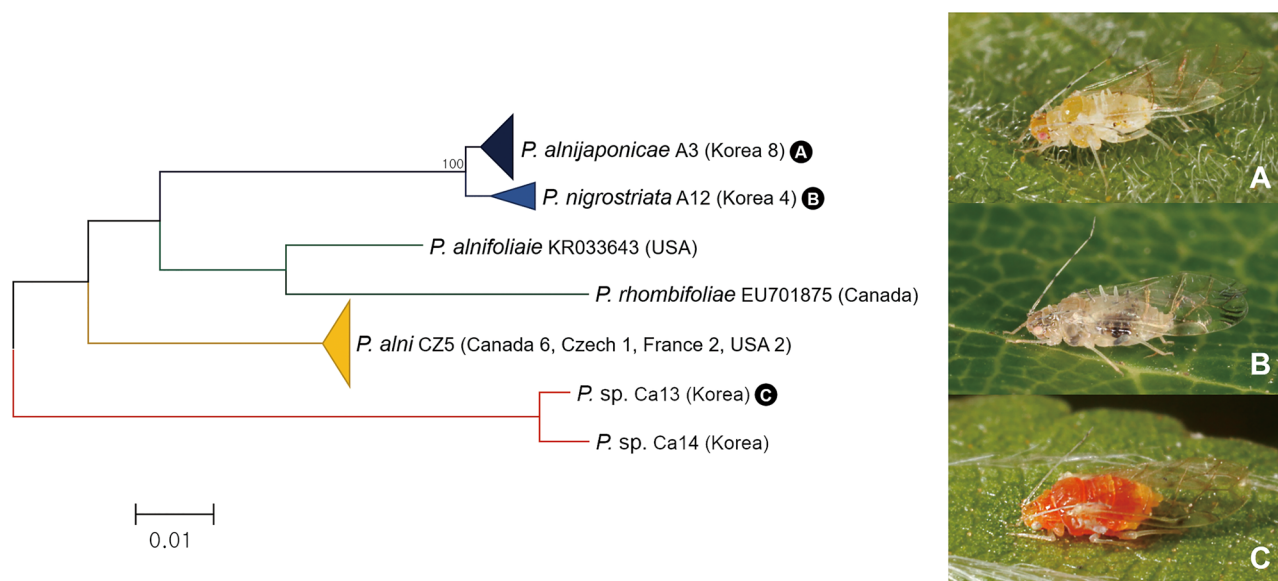 100
P. alnijaponicae A3 (Korea 8) A
P. nigrostriata A12 (Korea 4) B
P. alnifoliaie KR033643 (USA)
P. rhombifoliae EU701875 (Canada)
P. alni CZ5 (Canada 6, Czech 1, France 2, USA 2)
P. sp. Ca13 (Korea) C
P. sp. Ca14 (Korea)
0.01
A
B
C